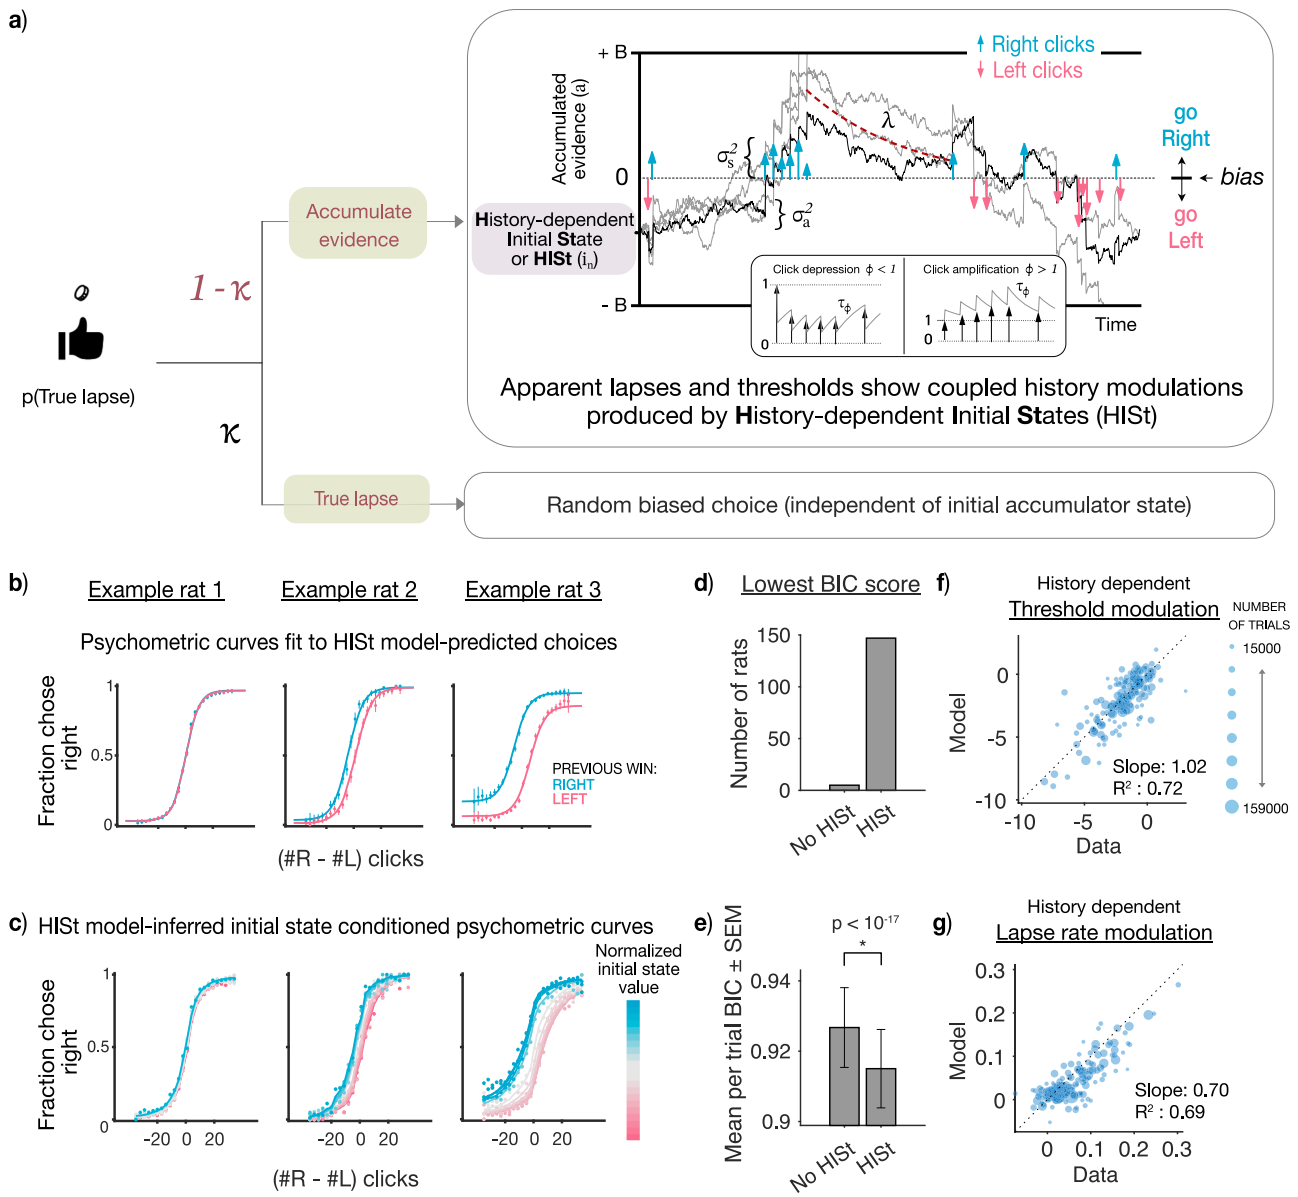 a)
+ B
Accumulated
evidence (a)
0
- B
Right clicks
Left clicks
λ
σs²
σa²
go
Right
bias
go
Left
Time
Click depression ϕ < 1
1
0
τϕ
Click amplification ϕ > 1
1
0
τϕ
History-dependent
Initial State
or HISt (in)
Accumulate
evidence
1 - κ
p(True lapse)
κ
True lapse
Apparent lapses and thresholds show coupled history modulations
produced by History-dependent Initial States (HISt)
Random biased choice (independent of initial accumulator state)
b)
Example rat 1
Example rat 2
Example rat 3
Psychometric curves fit to HISt model-predicted choices
Fraction chose
right
1
0.5
0
0
0
0
PREVIOUS WIN:
RIGHT
LEFT
(#R - #L) clicks
c) HISt model-inferred initial state conditioned psychometric curves
Normalized
initial state
value
Fraction chose
right
1
0.5
0
-20 0 20
-20 0 20
-20 0 20
(#R - #L) clicks
d) Lowest BIC score
Number of rats
150
100
50
0
No HISt
HISt
e)
Mean per trial BIC ± SEM
p < 10-17
*
0.94
0.92
0.9
No HISt
HISt
f)
History dependent
Threshold modulation
NUMBER
OF TRIALS
15000
159000
Model
0
-5
-10
-10 -5 0
Data
Slope: 1.02
R² : 0.72
g)
History dependent
Lapse rate modulation
Model
0.3
0.2
0.1
0
0 0.1 0.2 0.3
Data
Slope: 0.70
R² : 0.69